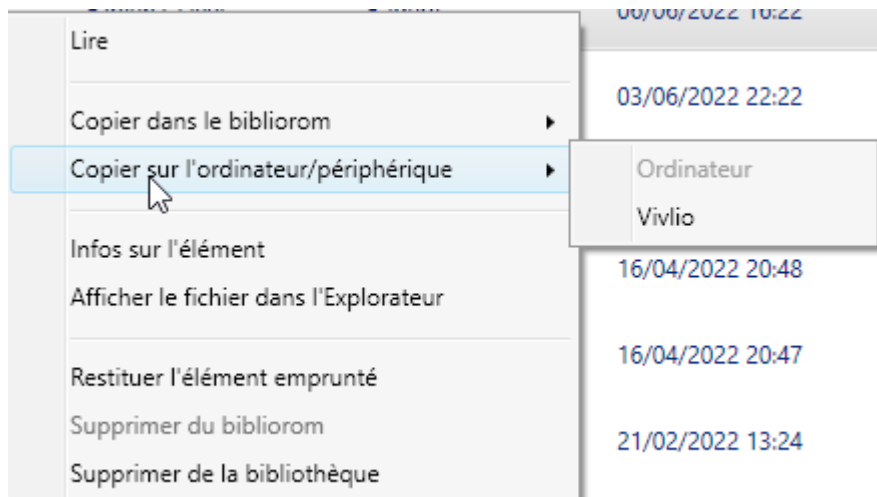 06/06/2022 16:22
Lire
03/06/2022 22:22
Copier dans le bibliorom
Copier sur l'ordinateur/périphérique
Ordinateur
Vivlio
Infos sur l'élément
16/04/2022 20:48
Afficher le fichier dans l'Explorateur
16/04/2022 20:47
Restituer l'élément emprunté
Supprimer du bibliorom
21/02/2022 13:24
Supprimer de la bibliothèque